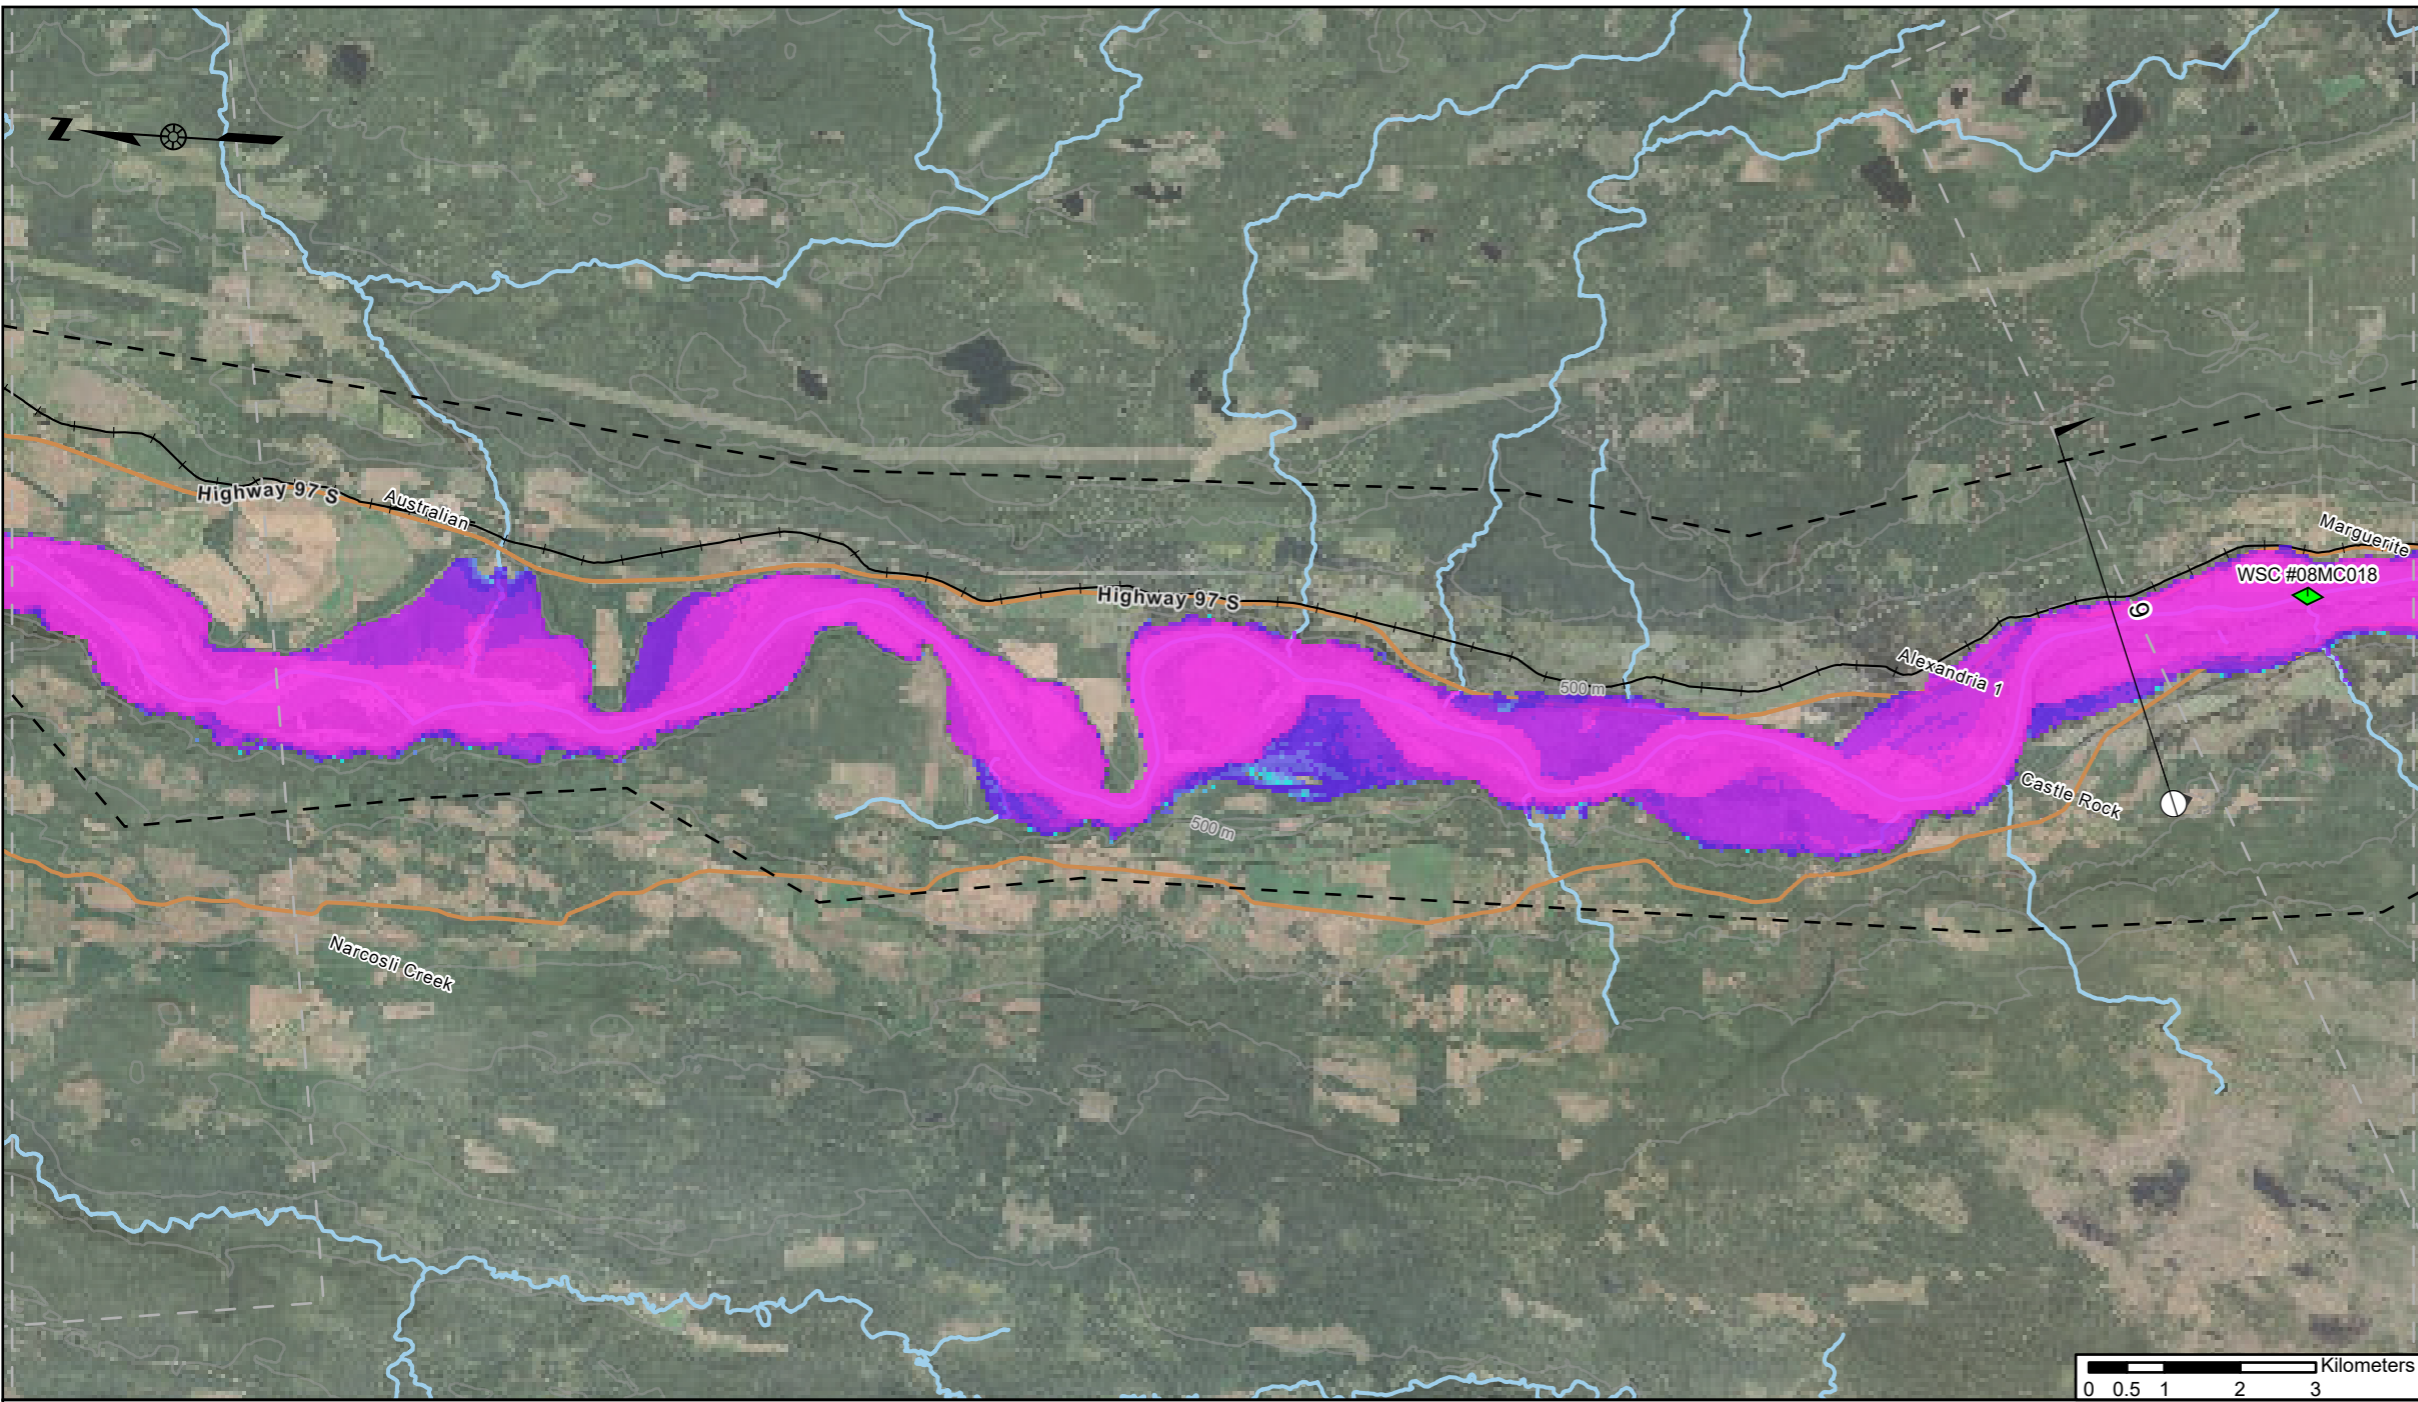 N
Highway 97 S
Australian
Marguerite
WSC #08MC018
Highway 97 S
9
Alexandria 1
500 m
Castle Rock
500 m
Narcosli Creek
Kilometers
0 0.5 1 2 3